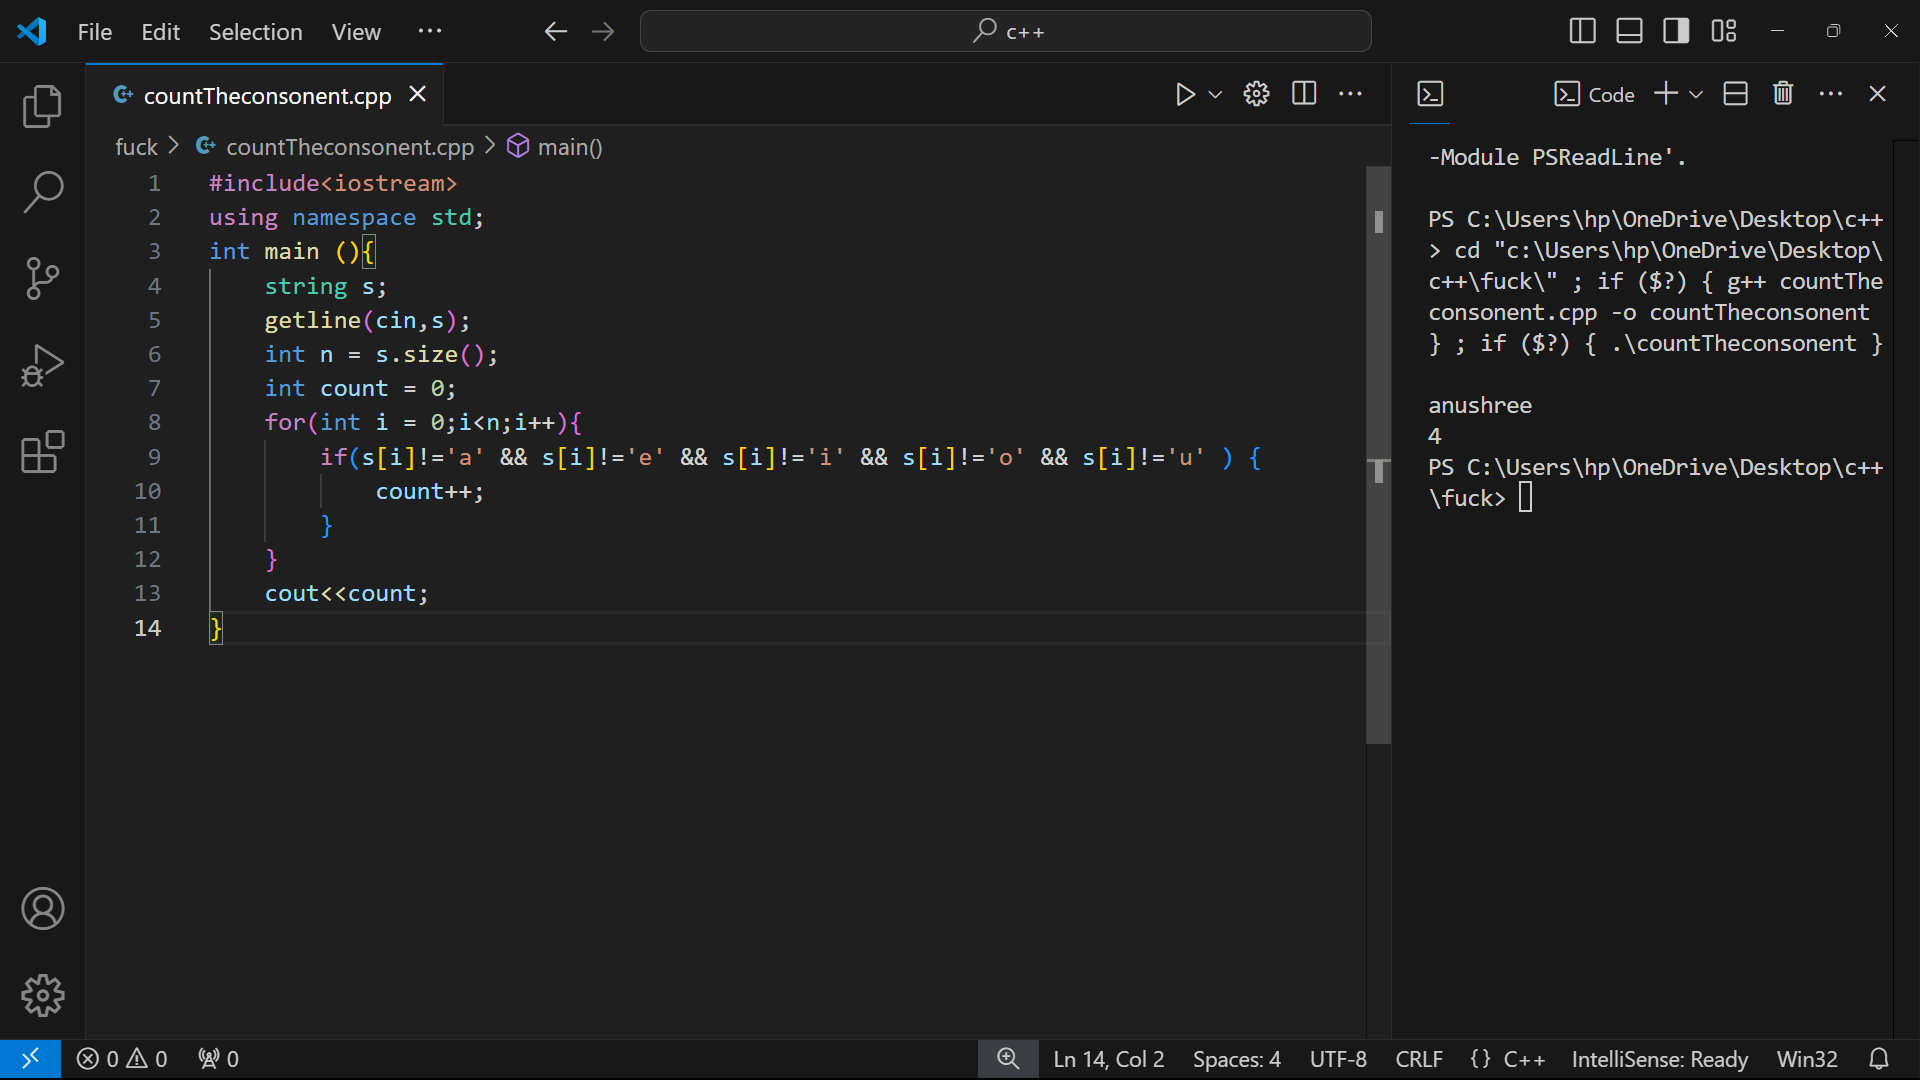 File Edit Selection View ··· c++
countTheconsonent.cpp
fuck > countTheconsonent.cpp > main()
1 #include<iostream>
2 using namespace std;
3 int main (){
4 string s;
5 getline(cin,s);
6 int n = s.size();
7 int count = 0;
8 for(int i = 0;i<n;i++){
9 if(s[i]!='a' && s[i]!='e' && s[i]!='i' && s[i]!='o' && s[i]!='u' ) {
10 count++;
11 }
12 }
13 cout<<count;
14 }
Code
-Module PSReadLine'.
PS C:\Users\hp\OneDrive\Desktop\c++
> cd "c:\Users\hp\OneDrive\Desktop\
c++\fuck\" ; if ($?) { g++ countThe
consonent.cpp -o countTheconsonent
} ; if ($?) { .\countTheconsonent }
anushree
4
PS C:\Users\hp\OneDrive\Desktop\c++
\fuck>
0 0 0 Ln 14, Col 2 Spaces: 4 UTF-8 CRLF {} C++ IntelliSense: Ready Win32